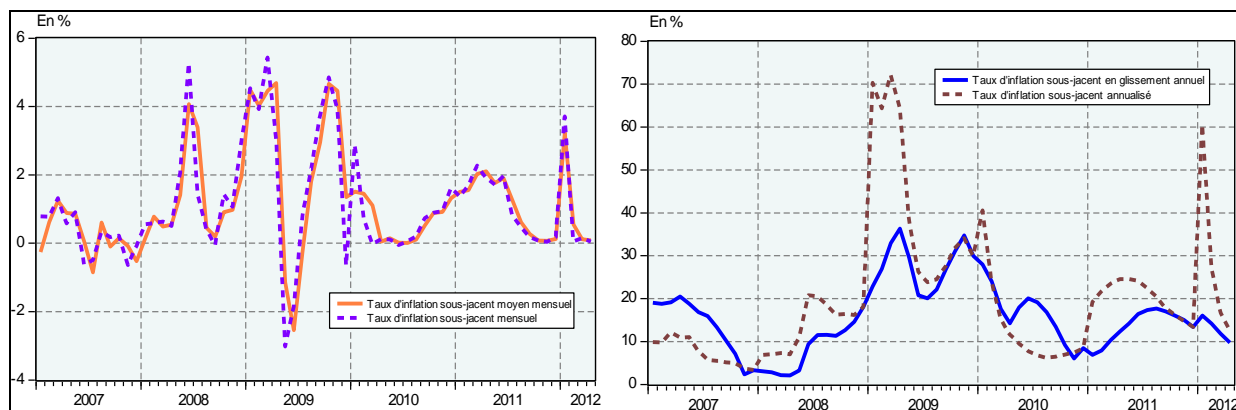 En %
6
4
2
0
-2
-4
Taux d'inflation sous-jacent moyen mensuel
Taux d'inflation sous-jacent mensuel
2007 2008 2009 2010 2011 2012
En %
80
70
60
50
40
30
20
10
0
Taux d'inflation sous-jacent en glissement annuel
Taux d'inflation sous-jacent annualisé
2007 2008 2009 2010 2011 2012